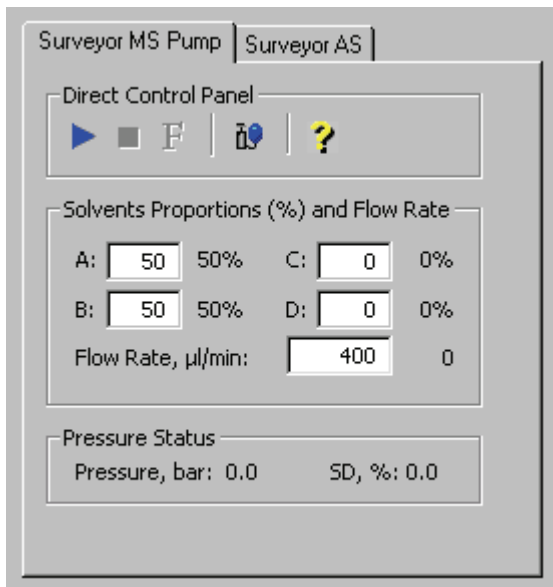 Surveyor MS Pump Surveyor AS
Direct Control Panel
F ?
Solvents Proportions (%) and Flow Rate
A: 50 50% C: 0 0%
B: 50 50% D: 0 0%
Flow Rate, µl/min: 400 0
Pressure Status
Pressure, bar: 0.0 SD, %: 0.0